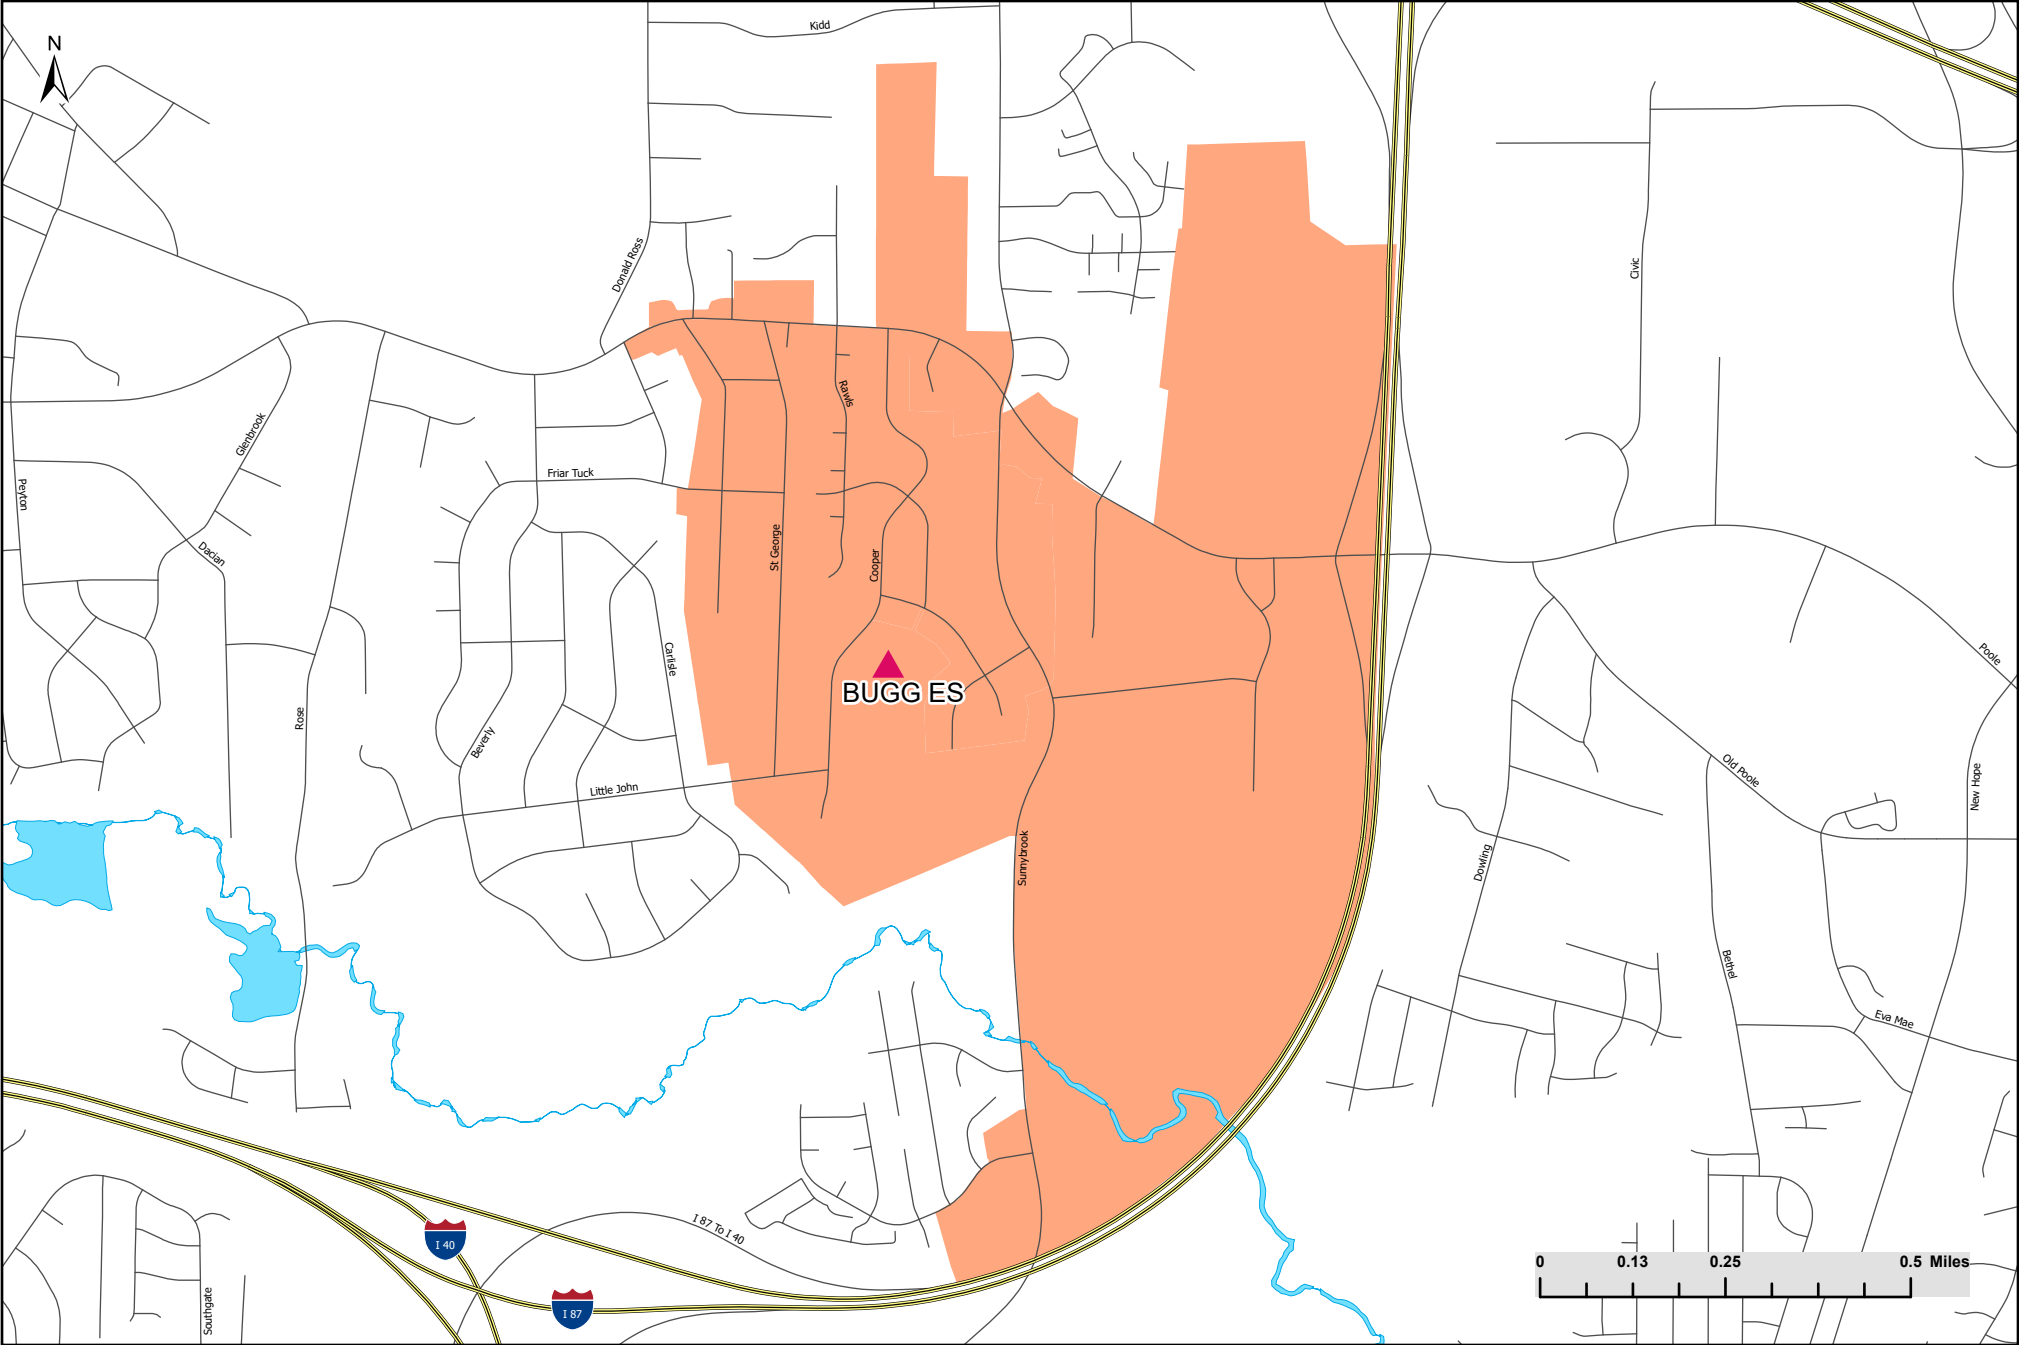 Kidd
N
Donald Ross
Civic
Rawls
Glenbrook
Friar Tuck
Peyton
St George
Cooper
Dacian
Carlisle
Poole
BUGG ES
Rose
Beverly
Old Poole
New Hope
Little John
Sunnybrook
Dowling
Bethel
Eva Mae
I 87 To I 40
I 40
0 0.13 0.25 0.5 Miles
I 87
Southgate